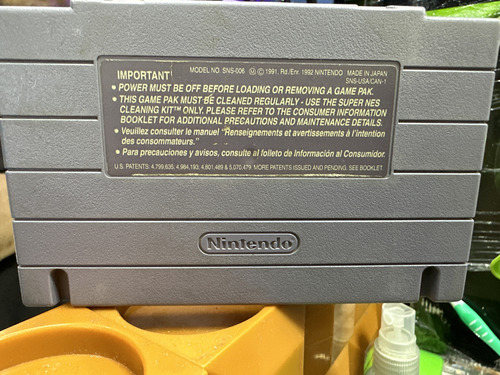 IMPORTANT MODEL NO. SNS-006 Ⓜ © 1991, Rd./Enr. 1992 NINTENDO MADE IN JAPAN
SNS-USA/CAN-1
• POWER MUST BE OFF BEFORE LOADING OR REMOVING A GAME PAK.
• THIS GAME PAK MUST BE CLEANED REGULARLY - USE THE SUPER NES
CLEANING KIT™ ONLY. PLEASE REFER TO THE CONSUMER INFORMATION
BOOKLET FOR ADDITIONAL PRECAUTIONS AND MAINTENANCE DETAILS.
• Veuillez consulter le manuel "Renseignements et avertissements à l'intention
des consommateurs."
• Para precauciones y avisos, consulte al folleto de Información al Consumidor.
U.S. PATENTS: 4,799,635; 4,984,193; 4,801,489 & 5,070,479 MORE PATENTS ISSUED AND PENDING. SEE BOOKLET
Nintendo